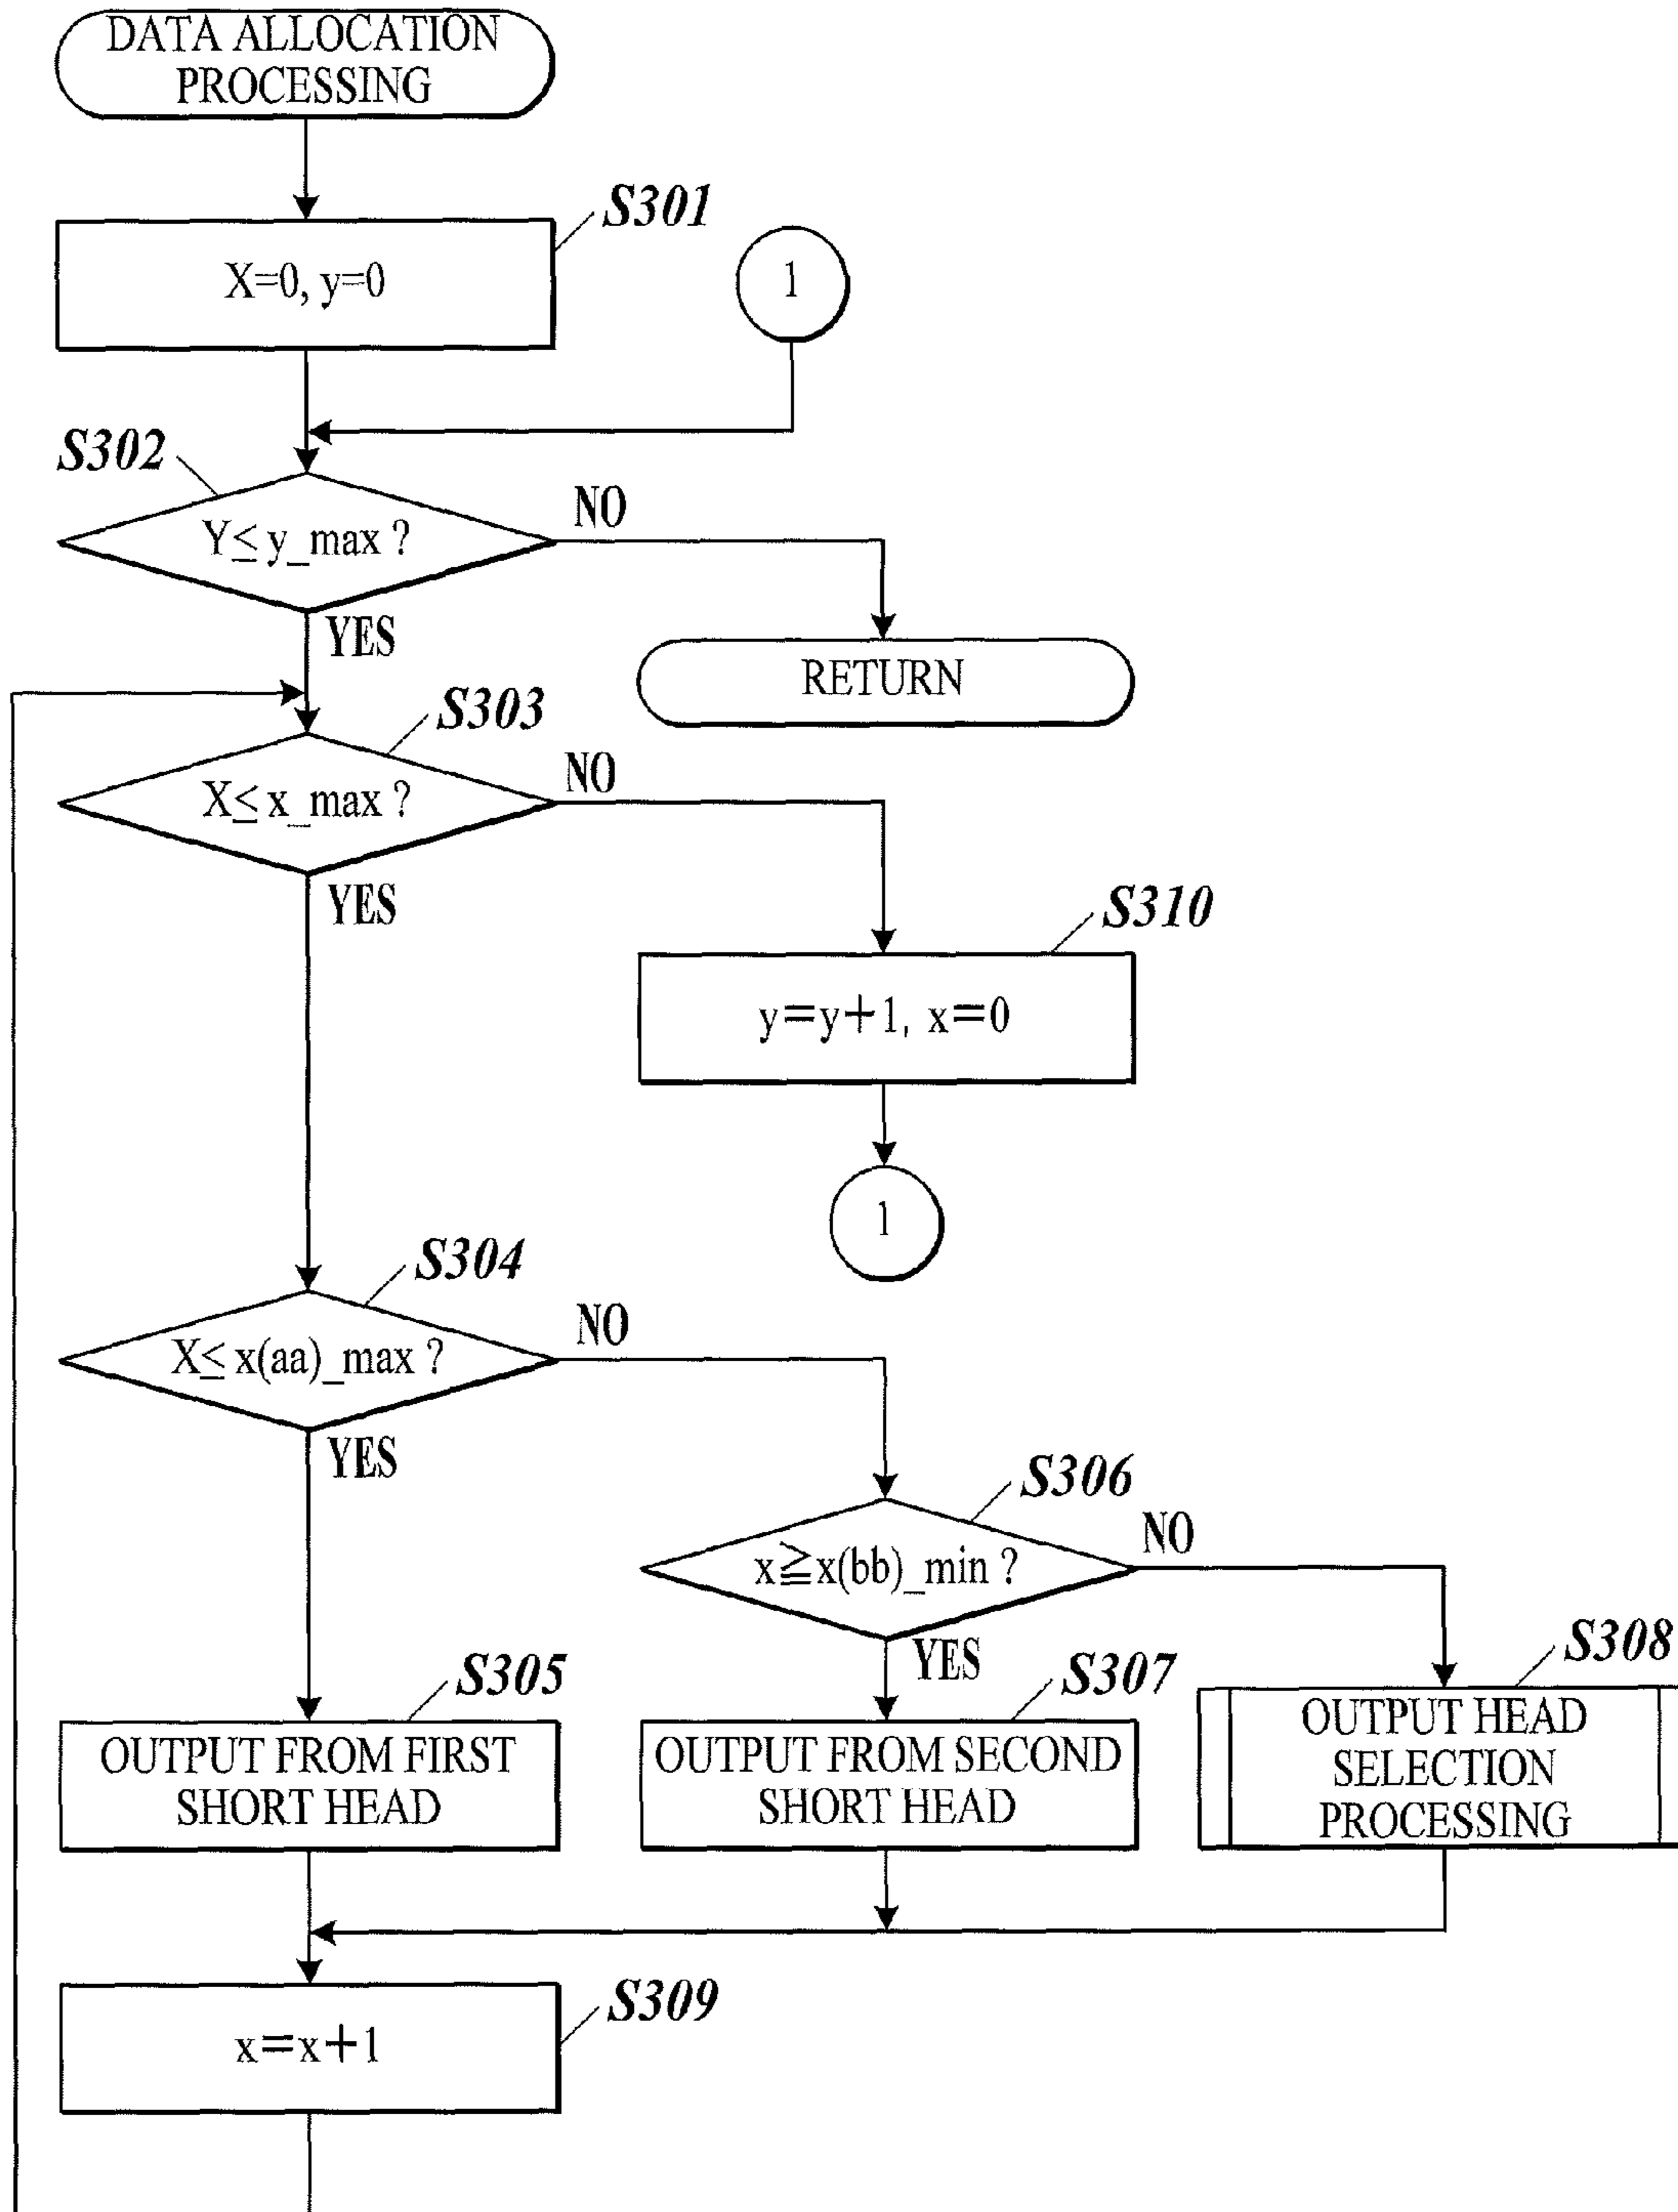 DATA ALLOCATION
PROCESSING
S301
X=0, y=0
1
S302
Y≤ y_max ?
NO
YES
RETURN
S303
X≤ x_max ?
NO
YES
S310
y=y+1, x=0
1
S304
X≤ x(aa)_max ?
NO
YES
S306
x≧x(bb)_min ?
NO
YES
S305
OUTPUT FROM FIRST
SHORT HEAD
S307
OUTPUT FROM SECOND
SHORT HEAD
S308
OUTPUT HEAD
SELECTION
PROCESSING
S309
x=x+1